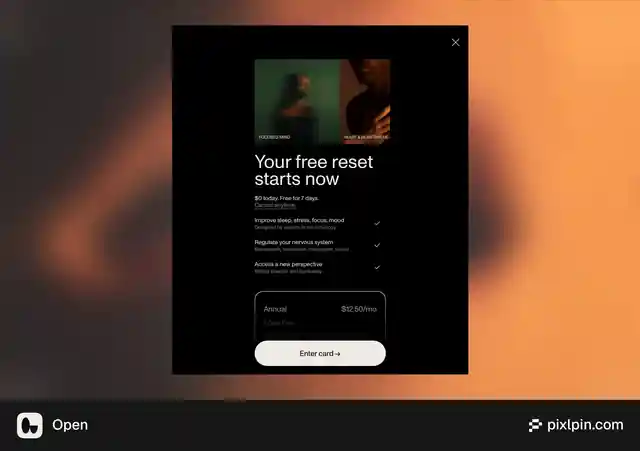 Your free reset
starts now
$0 today. Free for 7 days.
Cancel anytime.
Improve sleep, stress, focus, mood
Regulate your nervous system
Access a new perspective
Annual
$12.50/mo
Enter card →
Open
pixlpin.com